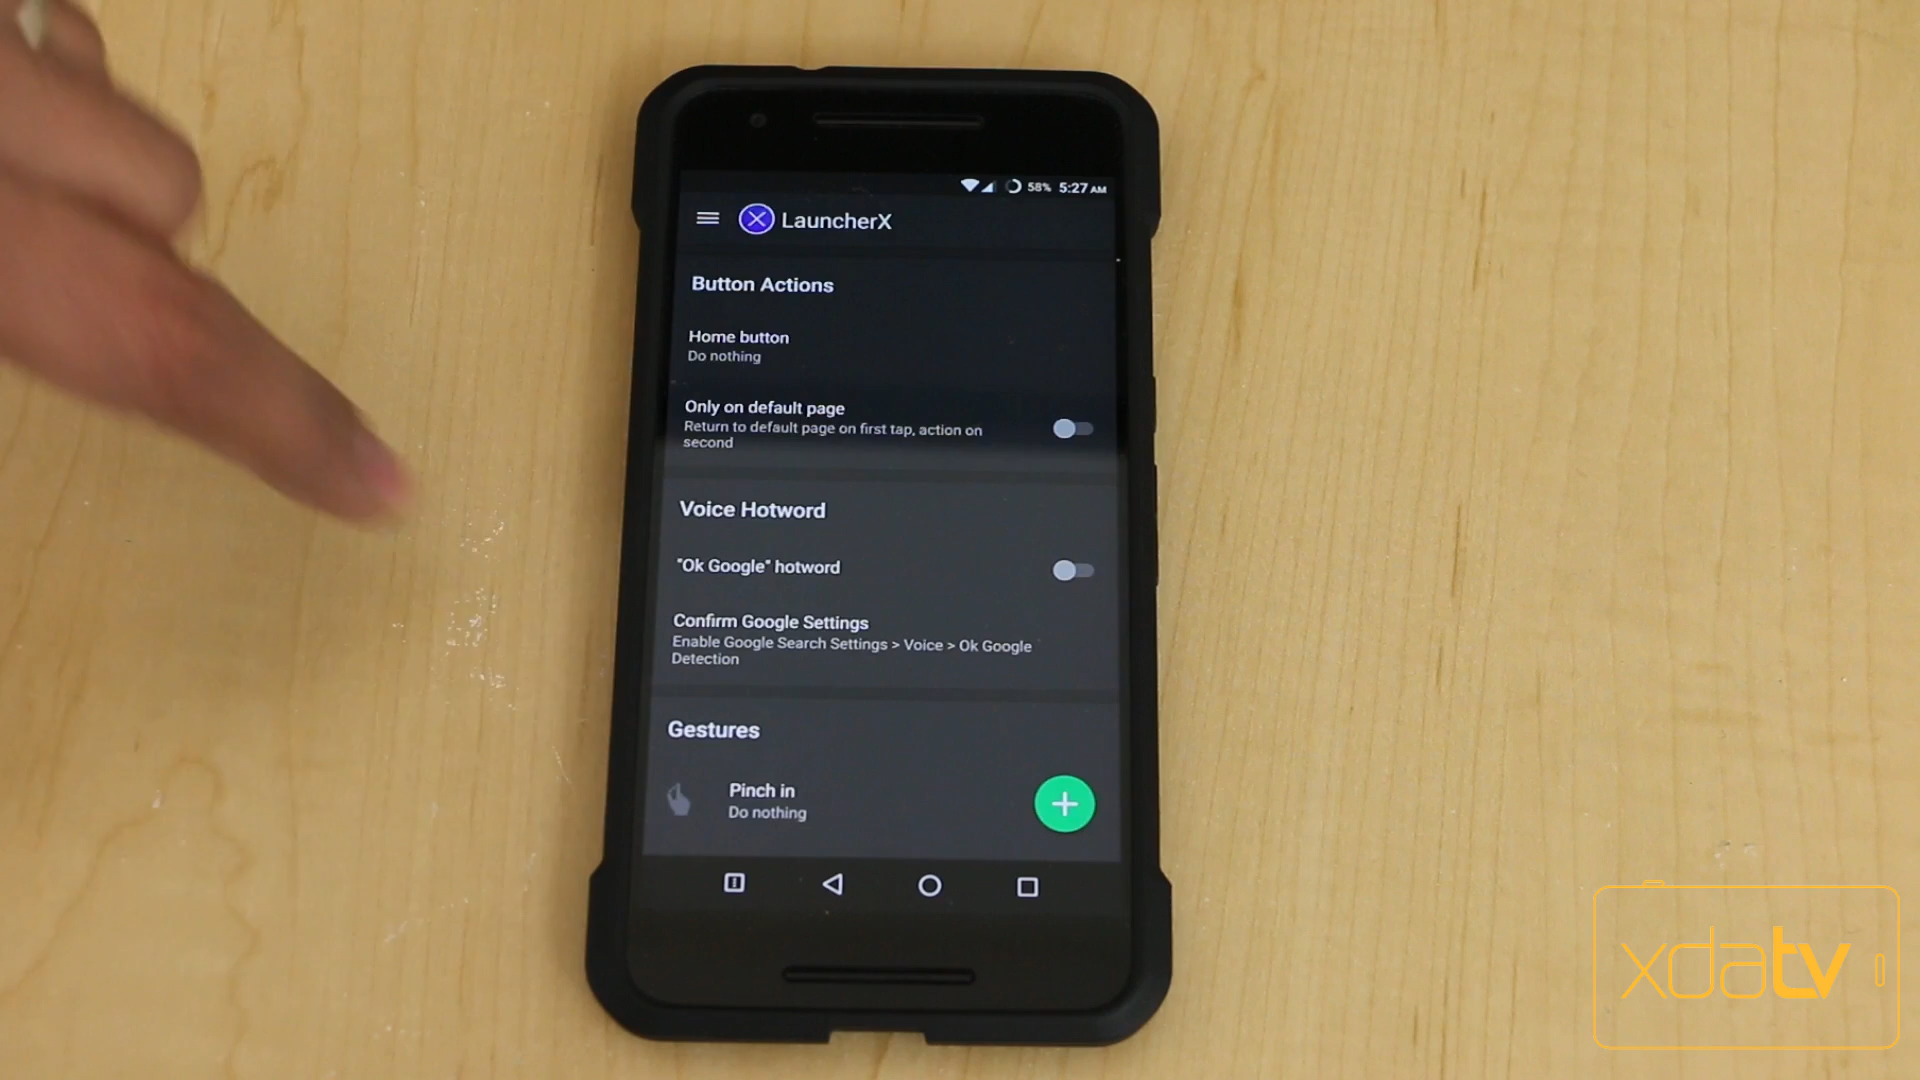 58% 5:27 AM
LauncherX
Button Actions
Home button
Do nothing
Only on default page
Return to default page on first tap, action on
second
Voice Hotword
"Ok Google" hotword
Confirm Google Settings
Enable Google Search Settings > Voice > Ok Google
Detection
Gestures
Pinch in
Do nothing
xdatv